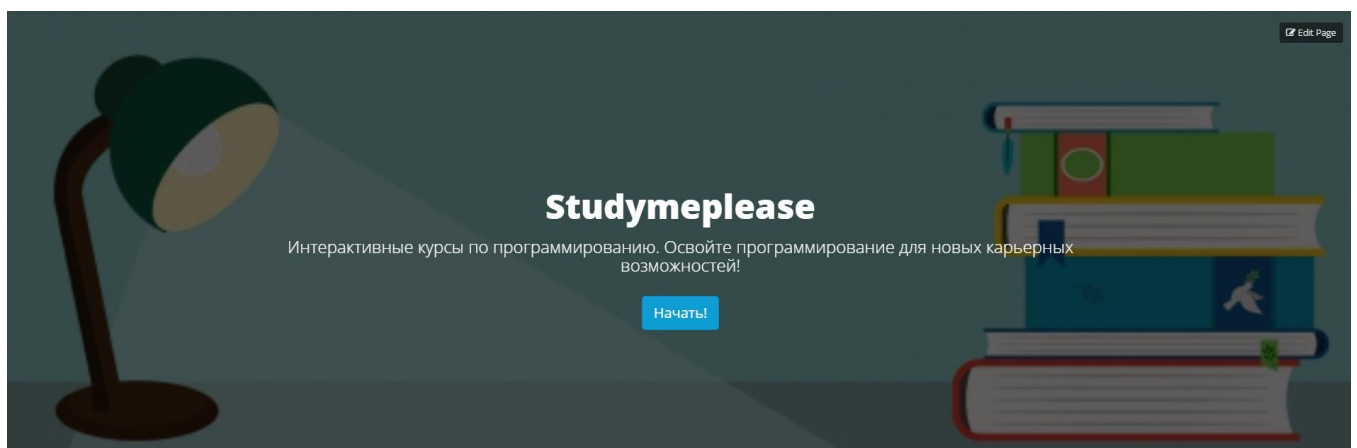 Edit Page
Studymeplease
Интерактивные курсы по программированию. Освойте программирование для новых карьерных
возможностей!
Начать!